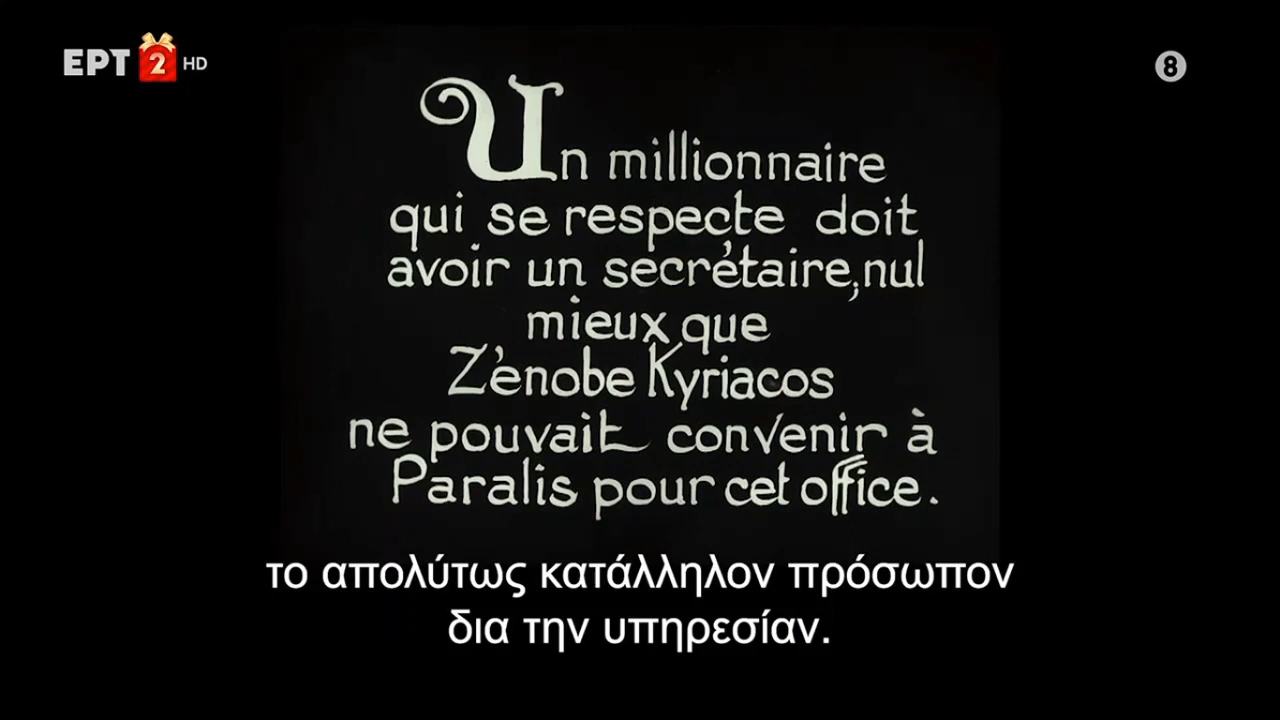 ΕΡΤ 2 HD
8
Un millionnaire
qui se respecte doit
avoir un secrétaire, nul
mieux que
Zénobe Kyriacos
ne pouvait convenir à
Paralis pour cet office.
το απολύτως κατάλληλον πρόσωπον
δια την υπηρεσίαν.